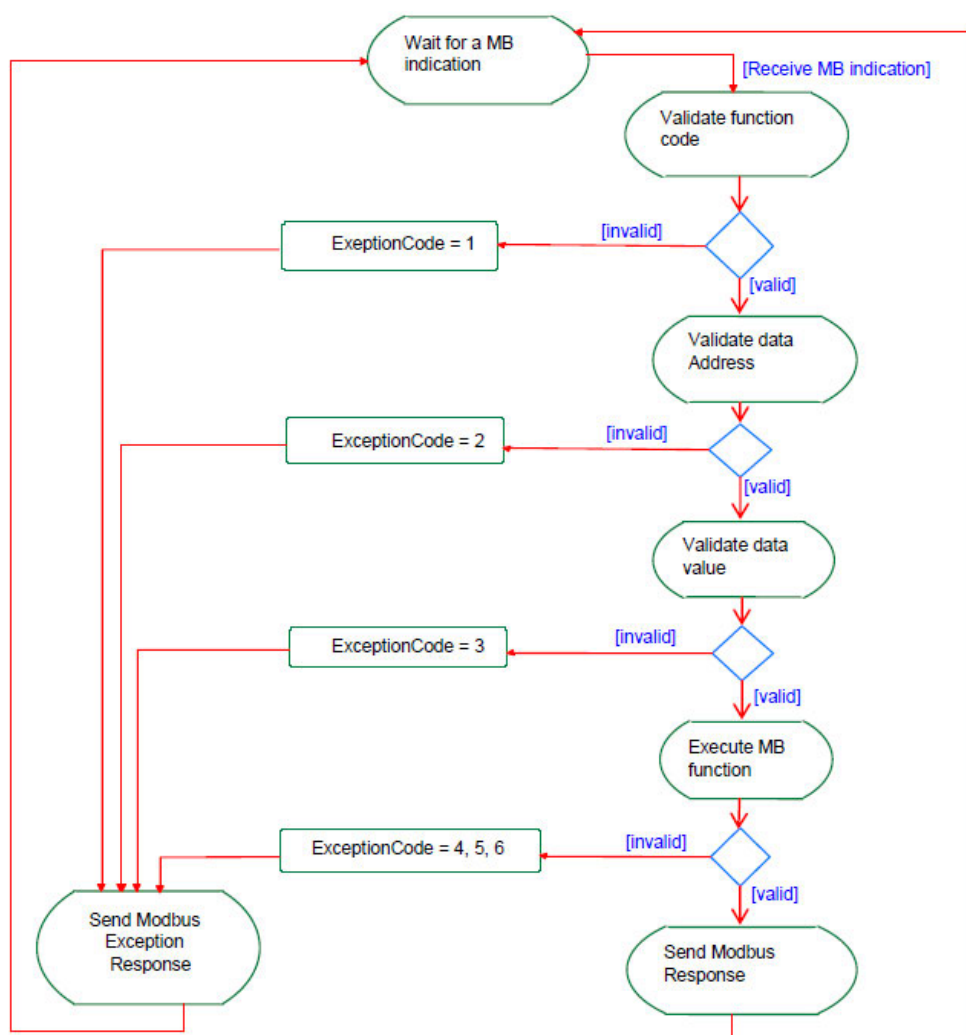 Wait for a MB
indication
[Receive MB indication]
Validate function
code
ExeptionCode = 1
[invalid]
[valid]
Validate data
Address
ExceptionCode = 2
[invalid]
[valid]
Validate data
value
ExceptionCode = 3
[invalid]
[valid]
Execute MB
function
ExceptionCode = 4, 5, 6
[invalid]
[valid]
Send Modbus
Exception
Response
Send Modbus
Response